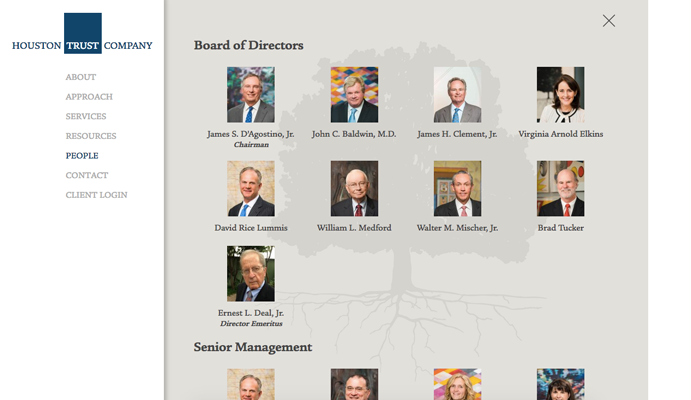 HOUSTON TRUST COMPANY
ABOUT
APPROACH
SERVICES
RESOURCES
PEOPLE
CONTACT
CLIENT LOGIN
Board of Directors
James S. D'Agostino, Jr. John C. Baldwin, M.D. James H. Clement, Jr. Virginia Arnold Elkins
Chairman
David Rice Lummis William L. Medford Walter M. Mischer, Jr. Brad Tucker
Ernest L. Deal, Jr.
Director Emeritus
Senior Management